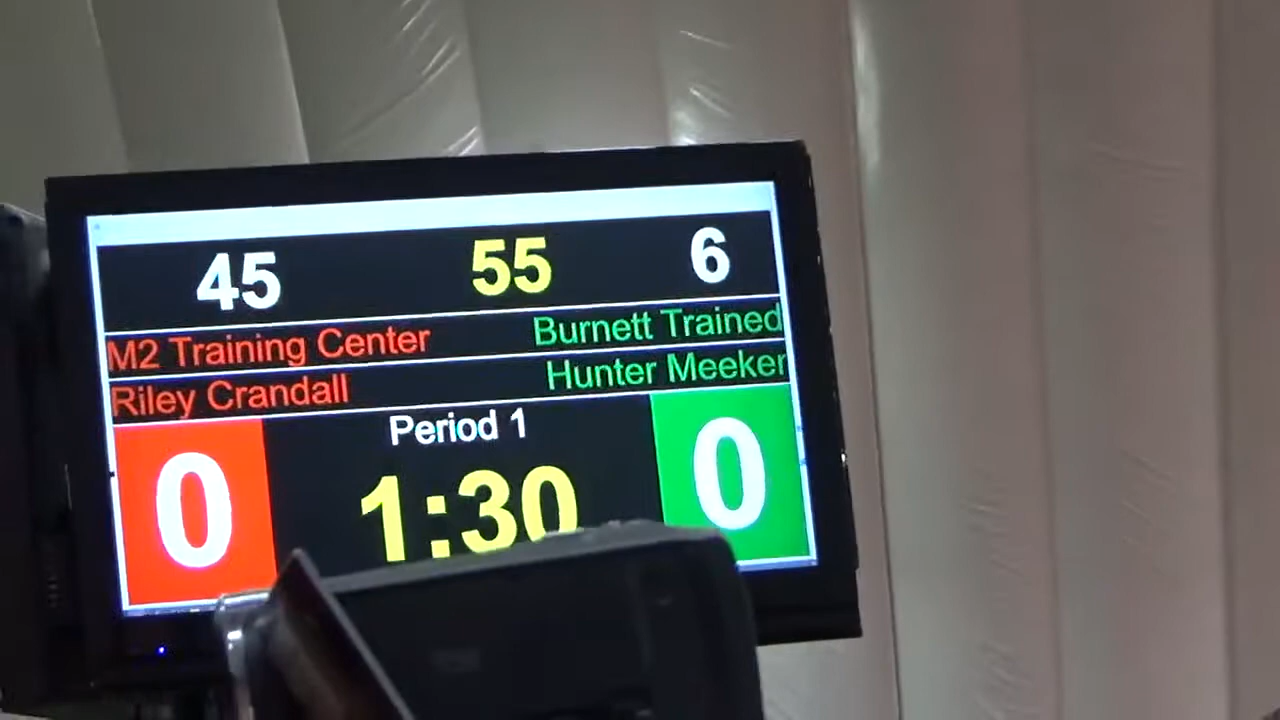 45 55 6
M2 Training Center Burnett Trained
Riley Crandall Hunter Meeker
Period 1
0 1:30 0